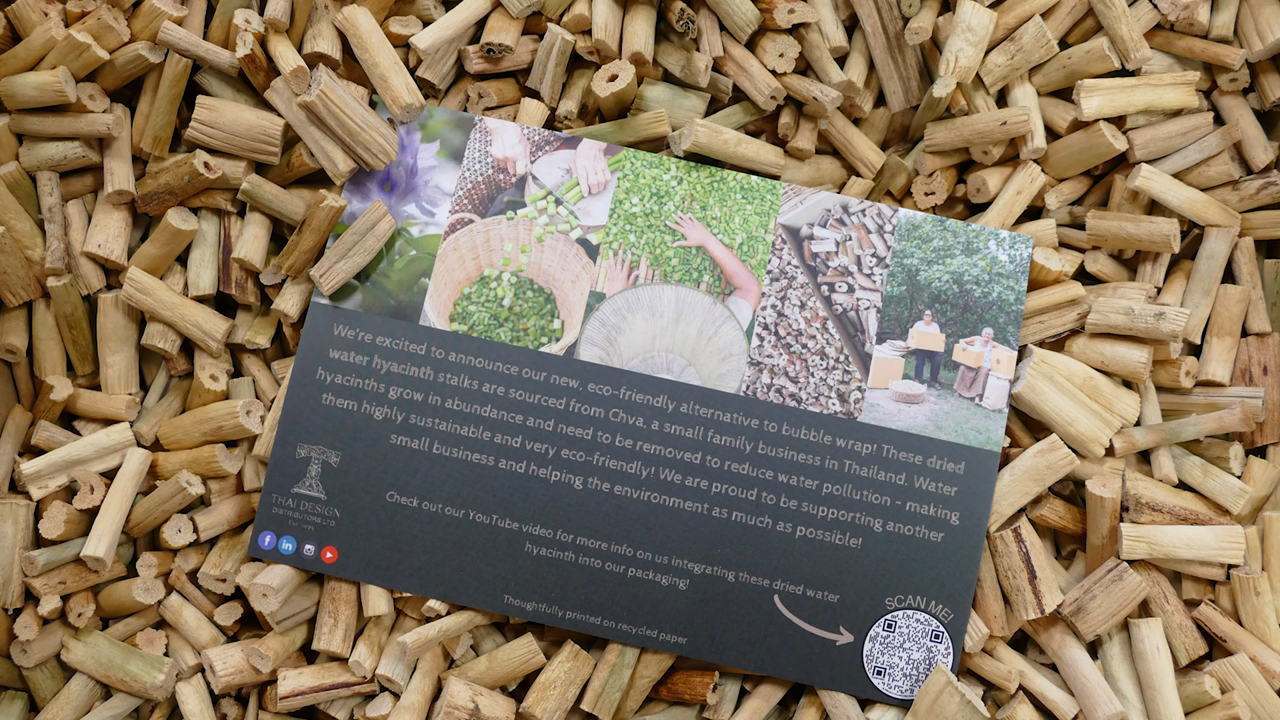 We're excited to announce our new, eco-friendly alternative to bubble wrap! These dried
water hyacinth stalks are sourced from Chva, a small family business in Thailand. Water
hyacinths grow in abundance and need to be removed to reduce water pollution - making
them highly sustainable and very eco-friendly! We are proud to be supporting another
small business and helping the environment as much as possible!
THAI DESIGN
DISTRIBUTORS LTD
Check out our YouTube video for more info on us integrating these dried water
hyacinth into our packaging!
Thoughtfully printed on recycled paper
SCAN ME!